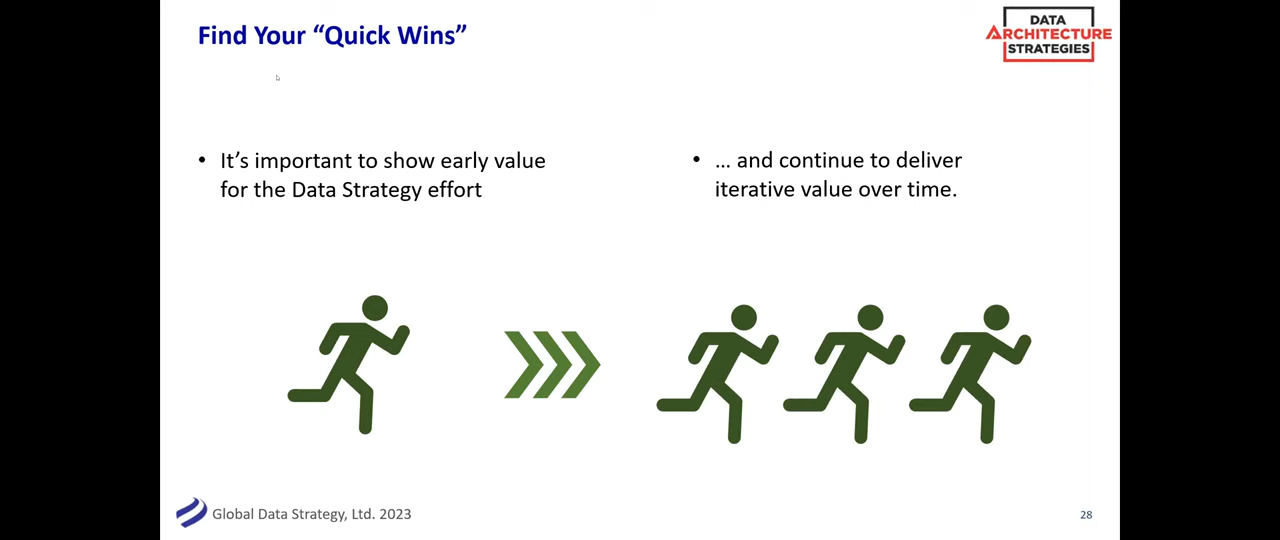 Find Your “Quick Wins”
DATA
ARCHITECTURE
STRATEGIES
• It’s important to show early value
for the Data Strategy effort
• … and continue to deliver
iterative value over time.
Global Data Strategy, Ltd. 2023
28